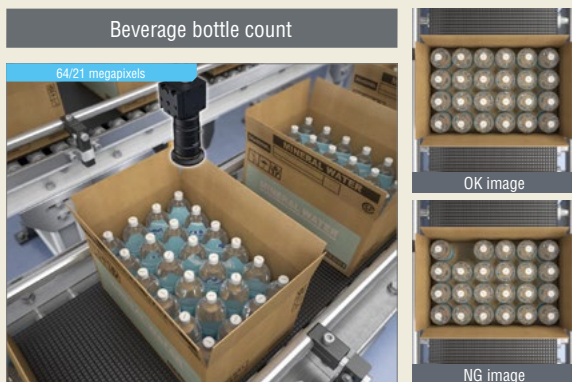 Beverage bottle count
64/21 megapixels
MINERAL WATER
MINERAL WATER
OK image
NG image